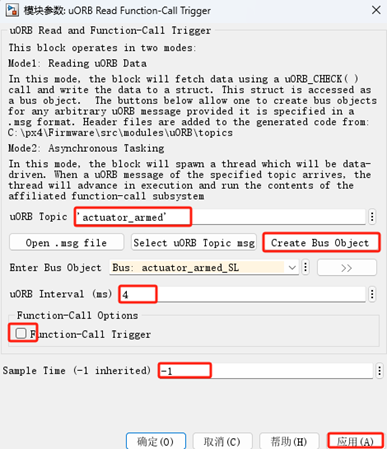 模块参数: uORB Read Function-Call Trigger
uORB Read and Function-Call Trigger
This block operates in two modes:
Mode1: Reading uORB Data
In this mode, the block will fetch data using a uORB_CHECK( )
call and write the data to a struct. This struct is accessed as
a bus object.  The buttons below allow one to create bus objects
for any arbitrary uORB message provided it is specified in a
.msg format. Header files are added to the generated code from:
C:\px4\Firmware\src\modules\uORB\topics
Mode2: Asynchronous Tasking
In this mode, the block will spawn a thread which will be data-
driven. When a uORB message of the specified topic arrives, the
thread will advance in execution and run the contents of the
affiliated function-call subsystem
uORB Topic 'actuator_armed'
Open .msg file Select uORB Topic msg Create Bus Object
Enter Bus Object Bus: actuator_armed_SL >>
uORB Interval (ms) 4
Function-Call Options
Function-Call Trigger
Sample Time (-1 inherited) -1
确定(O) 取消(C) 帮助(H) 应用(A)